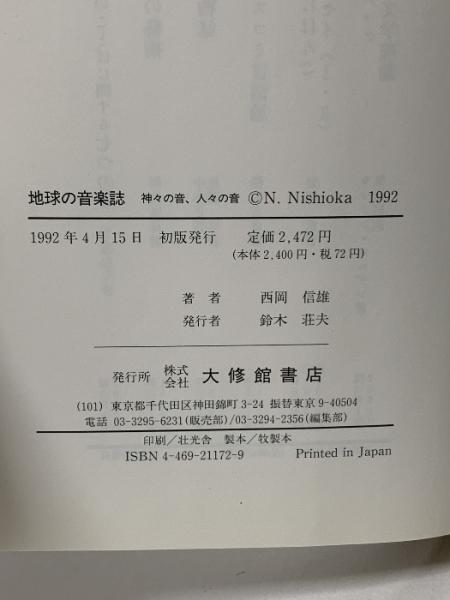 地球の音楽誌 神々の音、人々の音 ©N. Nishioka 1992
1992年4月15日 初版発行 定価2,472円
(本体2,400円・税72円)
著者 西岡 信雄
発行者 鈴木 荘夫
発行所 株式会社 大修館書店
(101) 東京都千代田区神田錦町3-24 振替東京9-40504
電話 03-3295-6231(販売部)/03-3294-2356(編集部)
印刷/壮光舎 製本/牧製本
ISBN 4-469-21172-9 Printed in Japan